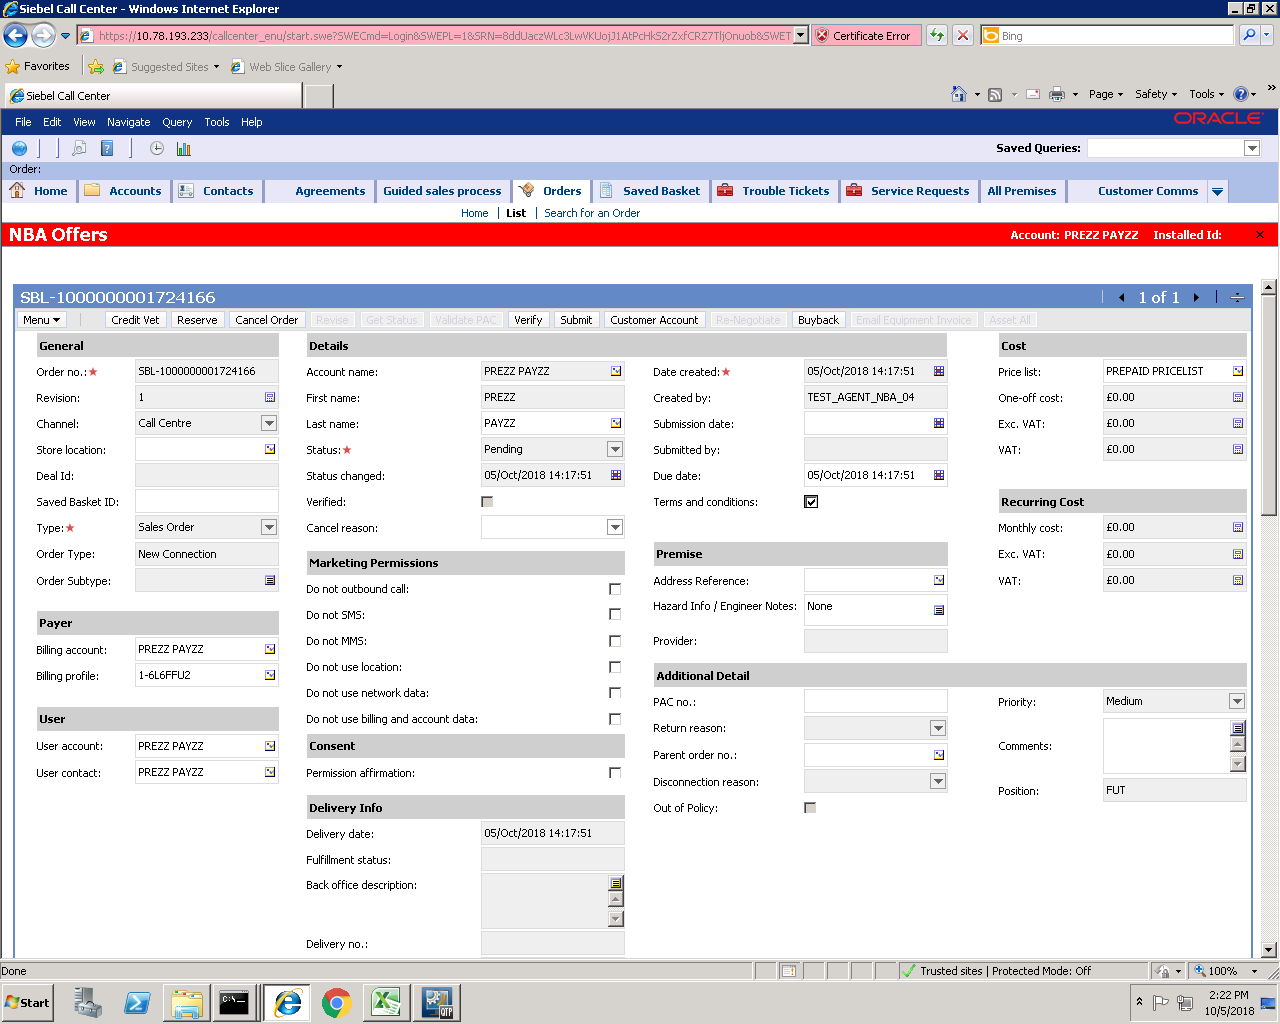 Siebel Call Center - Windows Internet Explorer
https://10.78.193.233/callcenter_enu/start.swe?SWECmd=Login&SWEPL=1&SRN=
Certificate Error
Bing
Favorites
Suggested Sites
Web Slice Gallery
Siebel Call Center
Page
Safety
Tools
File Edit View Navigate Query Tools Help
ORACLE
Saved Queries:
Order:
Home Accounts Contacts Agreements Guided sales process Orders Saved Basket Trouble Tickets Service Requests All Premises Customer Comms
Home | List | Search for an Order
NBA Offers
Account: PREZZ PAYZZ Installed Id:
SBL-1000000001724166
1 of 1
Menu Credit Vet Reserve Cancel Order Revise Get Status Validate PAC Verify Submit Customer Account Re-Negotiate Buyback Email Equipment Invoice Asset All
General
Order no.:★ SBL-1000000001724166
Revision: 1
Channel: Call Centre
Store location:
Deal Id:
Saved Basket ID:
Type:★ Sales Order
Order Type: New Connection
Order Subtype:
Payer
Billing account: PREZZ PAYZZ
Billing profile: 1-6L6FFU2
User
User account: PREZZ PAYZZ
User contact: PREZZ PAYZZ
Details
Account name: PREZZ PAYZZ
First name: PREZZ
Last name: PAYZZ
Status:★ Pending
Status changed: 05/Oct/2018 14:17:51
Verified:
Cancel reason:
Marketing Permissions
Do not outbound call:
Do not SMS:
Do not MMS:
Do not use location:
Do not use network data:
Do not use billing and account data:
Consent
Permission affirmation:
Delivery Info
Delivery date: 05/Oct/2018 14:17:51
Fulfillment status:
Back office description:
Delivery no.:
Date created:★ 05/Oct/2018 14:17:51
Created by: TEST_AGENT_NBA_04
Submission date:
Submitted by:
Due date: 05/Oct/2018 14:17:51
Terms and conditions:
Premise
Address Reference:
Hazard Info / Engineer Notes: None
Provider:
Additional Detail
PAC no.:
Return reason:
Parent order no.:
Disconnection reason:
Out of Policy:
Priority: Medium
Comments:
Position: FUT
Cost
Price list: PREPAID PRICELIST
One-off cost: £0.00
Exc. VAT: £0.00
VAT: £0.00
Recurring Cost
Monthly cost: £0.00
Exc. VAT: £0.00
VAT: £0.00
Done
Trusted sites | Protected Mode: Off
100%
Start
C:\
QTP
2:22 PM
10/5/2018